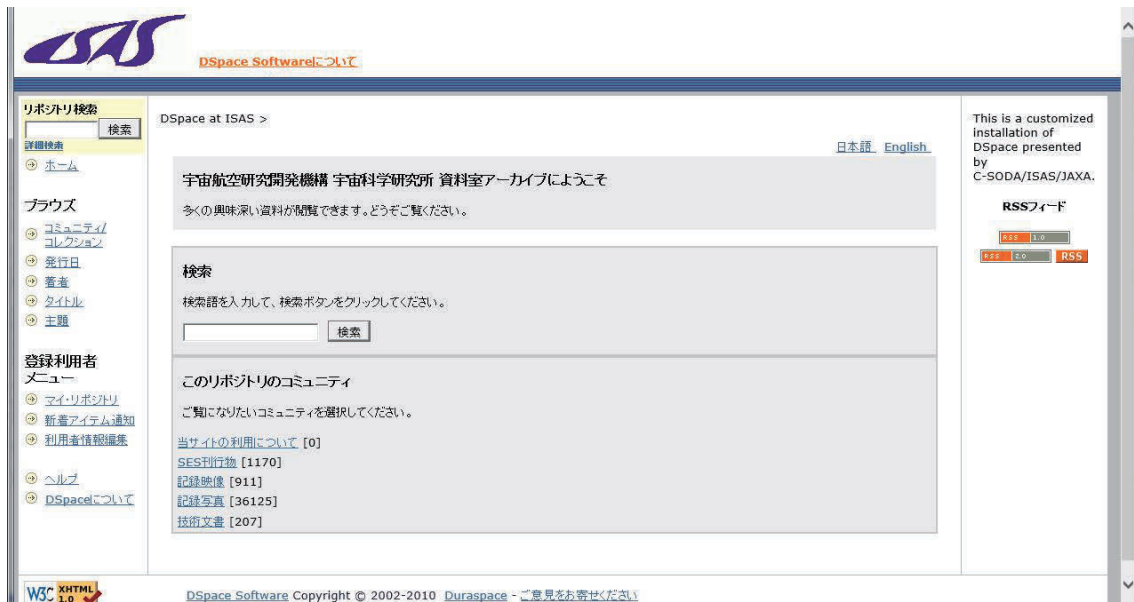 ISAS
DSpace Softwareについて
リポジトリ検索
検索
詳細検索
ホーム
ブラウズ
コミュニティ/
コレクション
発行日
著者
タイトル
主題
登録利用者
メニュー
マイ・リポジトリ
新着アイテム通知
利用者情報編集
ヘルプ
DSpaceについて
DSpace at ISAS >
日本語 English
宇宙航空研究開発機構 宇宙科学研究所 資料室アーカイブにようこそ
多くの興味深い資料が閲覧できます。どうぞご覧ください。
検索
検索語を入力して、検索ボタンをクリックしてください。
検索
このリポジトリのコミュニティ
ご覧になりたいコミュニティを選択してください。
当サイトの利用について [0]
SES刊行物 [1170]
記録映像 [911]
記録写真 [36125]
技術文書 [207]
This is a customized
installation of
DSpace presented
by
C-SODA/ISAS/JAXA.
RSSフィード
RSS 1.0
RSS 2.0 RSS
W3C XHTML 1.0
DSpace Software Copyright © 2002-2010 Duraspace - ご意見をお寄せください